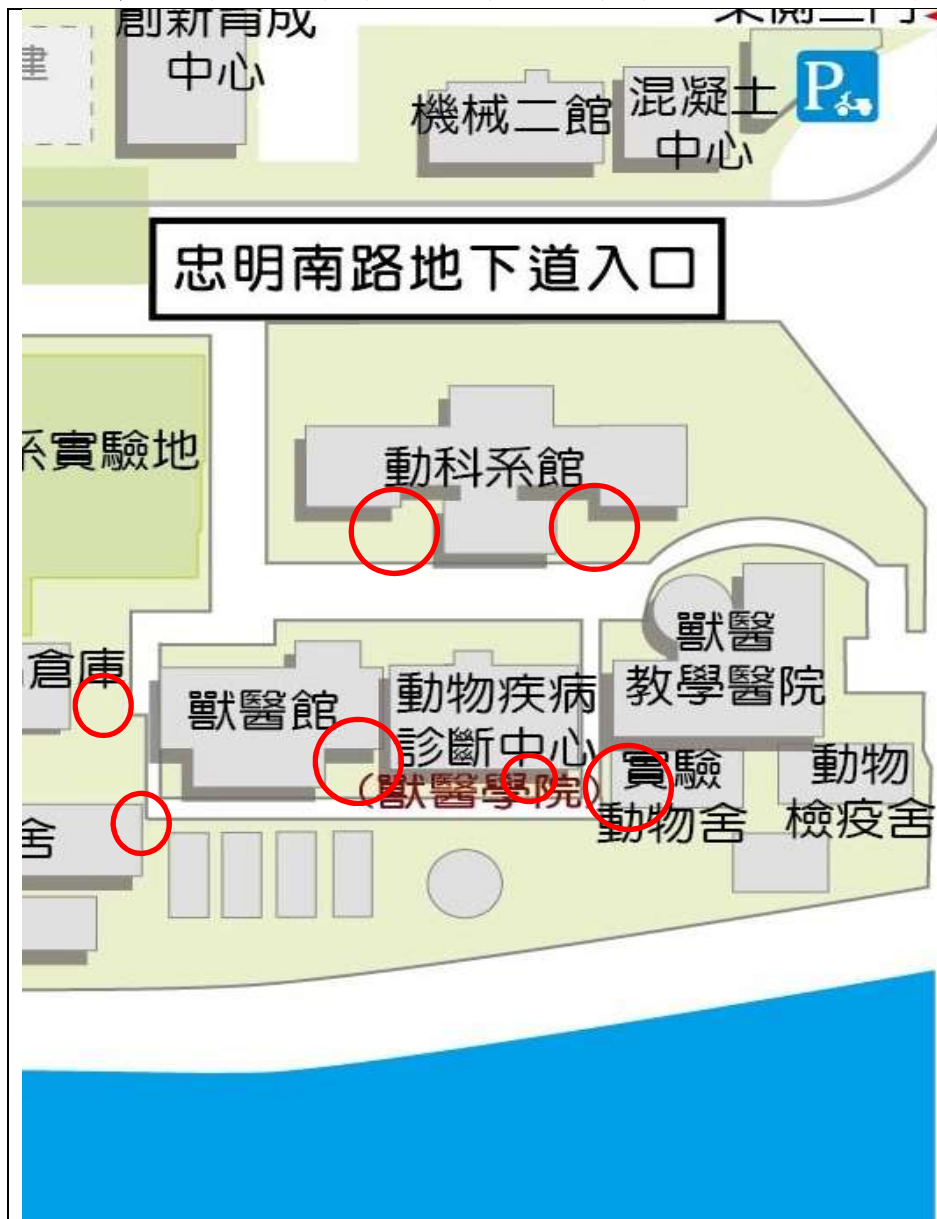 創新育成
中心
建
機械二館
混凝土
中心
P
忠明南路地下道入口
系實驗地
動科系館
倉庫
獸醫館
動物疾病
診斷中心
(獸醫學院)
獸醫
教學醫院
實驗
動物舍
動物
檢疫舍
舍